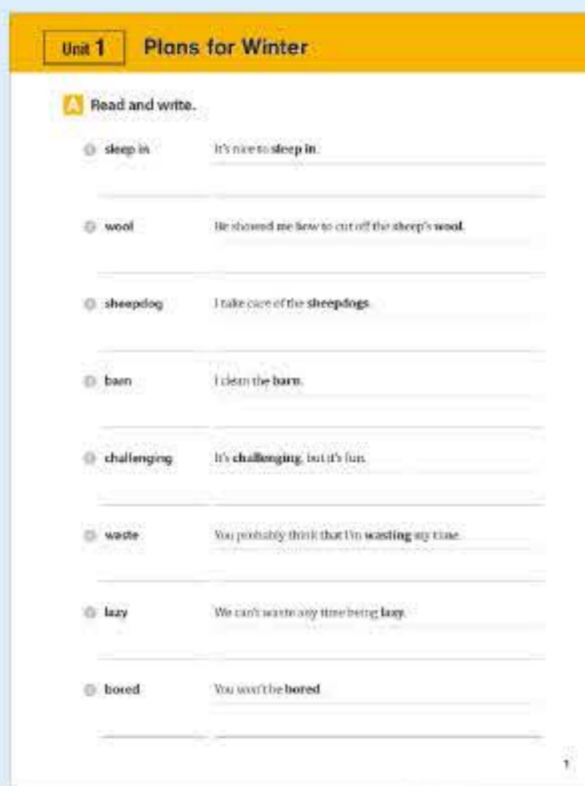 Unit 1 Plans for Winter
A Read and write.
sleep in It's nice to sleep in.
wool He showed me how to cut off the sheep's wool.
sheepdog I take care of the sheepdogs.
barn I clean the barn.
challenging It's challenging, but it's fun.
waste You probably think that I'm wasting my time.
lazy We can't waste any time being lazy.
bored You won't be bored.
1